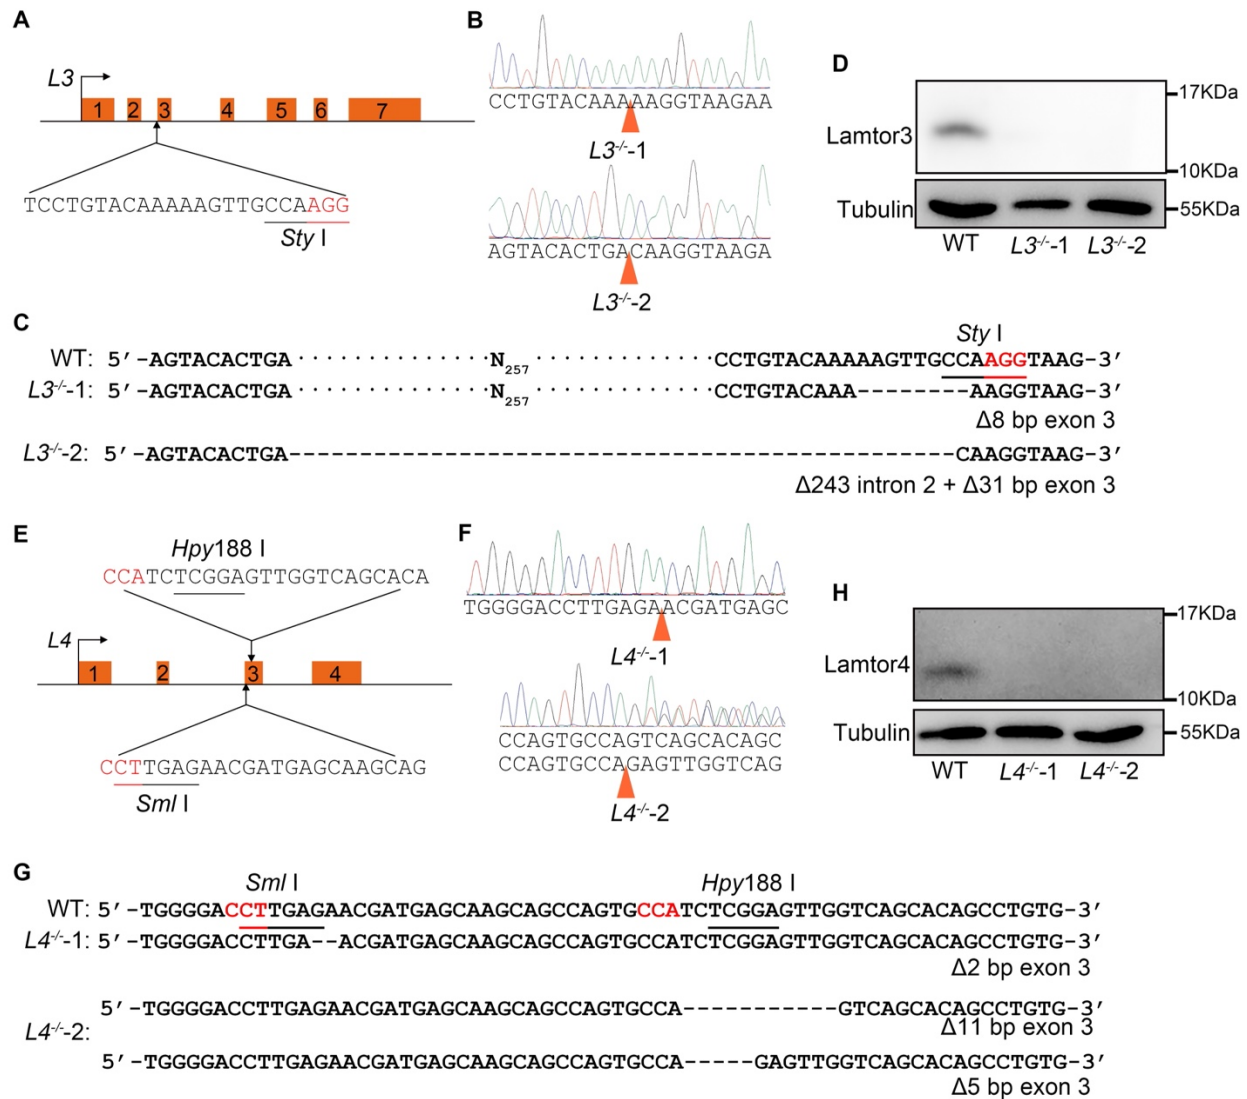 A
L3
1 2 3 4 5 6 7
TCCTGTACAAAAAGTTGCCAAGG
Sty I
B
CCTGTACAAAAAGGTAAGAA
L3-/--1
AGTACACTGACAAGGTAAGA
L3-/--2
D
17KDa
Lamtor3
10KDa
Tubulin
55KDa
WT L3-/--1 L3-/--2
C
Sty I
WT: 5′-AGTACACTGA··············N257·············CCTGTACAAAAAGTTGCCAAGGTAAG-3′
L3-/--1: 5′-AGTACACTGA··············N257·············CCTGTACAAA--------AAGGTAAG-3′
Δ8 bp exon 3
L3-/--2: 5′-AGTACACTGA-----------------------------------------------CAAGGTAAG-3′
Δ243 intron 2 + Δ31 bp exon 3
E
Hpy188 I
CCATCTCGGAGTTGGTCAGCACA
L4
1 2 3 4
CCTTGAGAACGATGAGCAAGCAG
Sml I
F
TGGGGACCTTGAGAACGATGAGC
L4-/--1
CCAGTGCCAGTCAGCACAGC
CCAGTGCCAGAGTTGGTCAG
L4-/--2
H
17KDa
Lamtor4
10KDa
Tubulin
55KDa
WT L4-/--1 L4-/--2
G
Sml I Hpy188 I
WT: 5′-TGGGGACCTTGAGAACGATGAGCAAGCAGCCAGTGCCATCTCGGAGTTGGTCAGCACAGCCTGTG-3′
L4-/--1: 5′-TGGGGACCTTGA--ACGATGAGCAAGCAGCCAGTGCCATCTCGGAGTTGGTCAGCACAGCCTGTG-3′
Δ2 bp exon 3
5′-TGGGGACCTTGAGAACGATGAGCAAGCAGCCAGTGCCA-----------GTCAGCACAGCCTGTG-3′
Δ11 bp exon 3
L4-/--2:
5′-TGGGGACCTTGAGAACGATGAGCAAGCAGCCAGTGCCA-----GAGTTGGTCAGCACAGCCTGTG-3′
Δ5 bp exon 3